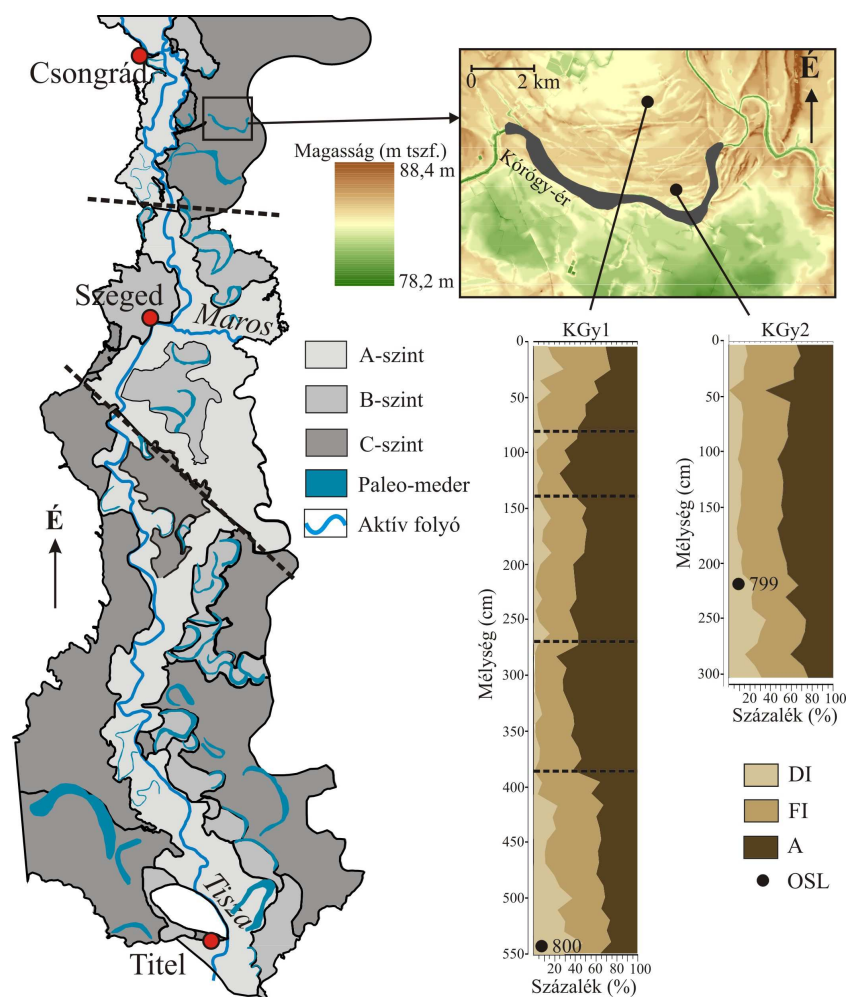 Csongrád
Szeged
Maros
É
Tisza
Titel
A-szint
B-szint
C-szint
Paleo-meder
Aktív folyó
Magasság (m tszf.)
88,4 m
78,2 m
0 2 km
É
Kórógy-ér
KGy1
Mélység (cm)
0
50
100
150
200
250
300
350
400
450
500
550
800
20 40 60 80 100
Százalék (%)
KGy2
Mélység (cm)
0
50
100
150
200
250
300
799
20 40 60 80 100
Százalék (%)
DI
FI
A
OSL